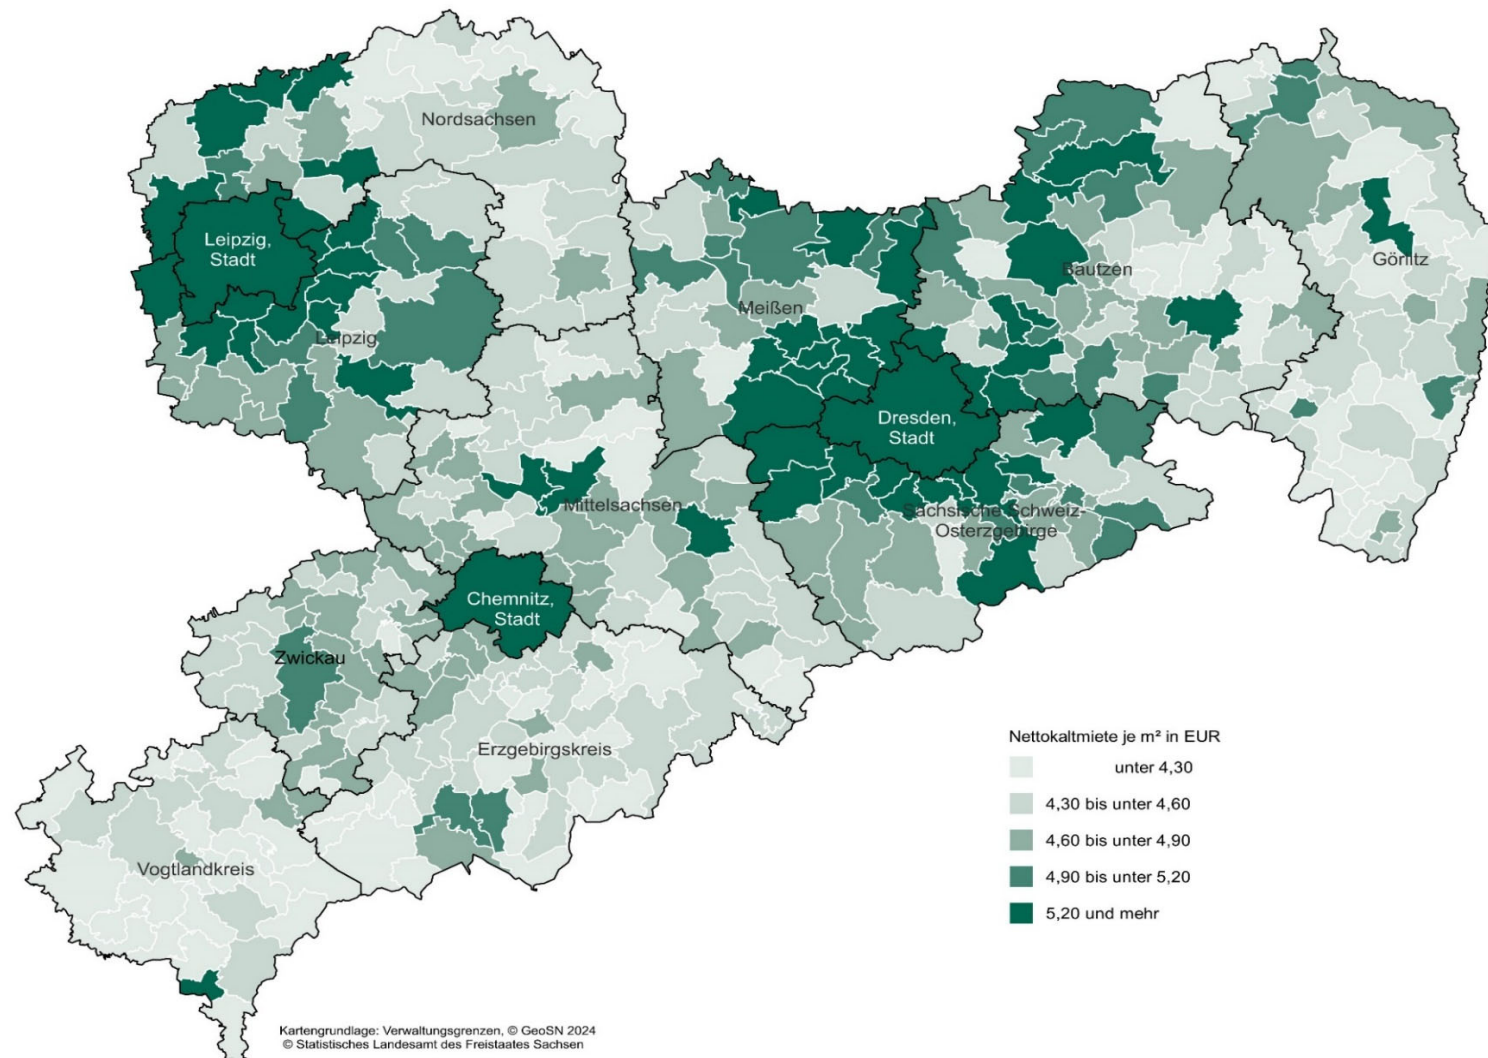 Nordsachsen
Leipzig,
Stadt
Leipzig
Meißen
Bautzen
Görlitz
Dresden,
Stadt
Mittelsachsen
Sächsische Schweiz-
Osterzgebirge
Chemnitz,
Stadt
Zwickau
Erzgebirgskreis
Vogtlandkreis
Nettokaltmiete je m² in EUR
unter 4,30
4,30 bis unter 4,60
4,60 bis unter 4,90
4,90 bis unter 5,20
5,20 und mehr
Kartengrundlage: Verwaltungsgrenzen, © GeoSN 2024
© Statistisches Landesamt des Freistaates Sachsen